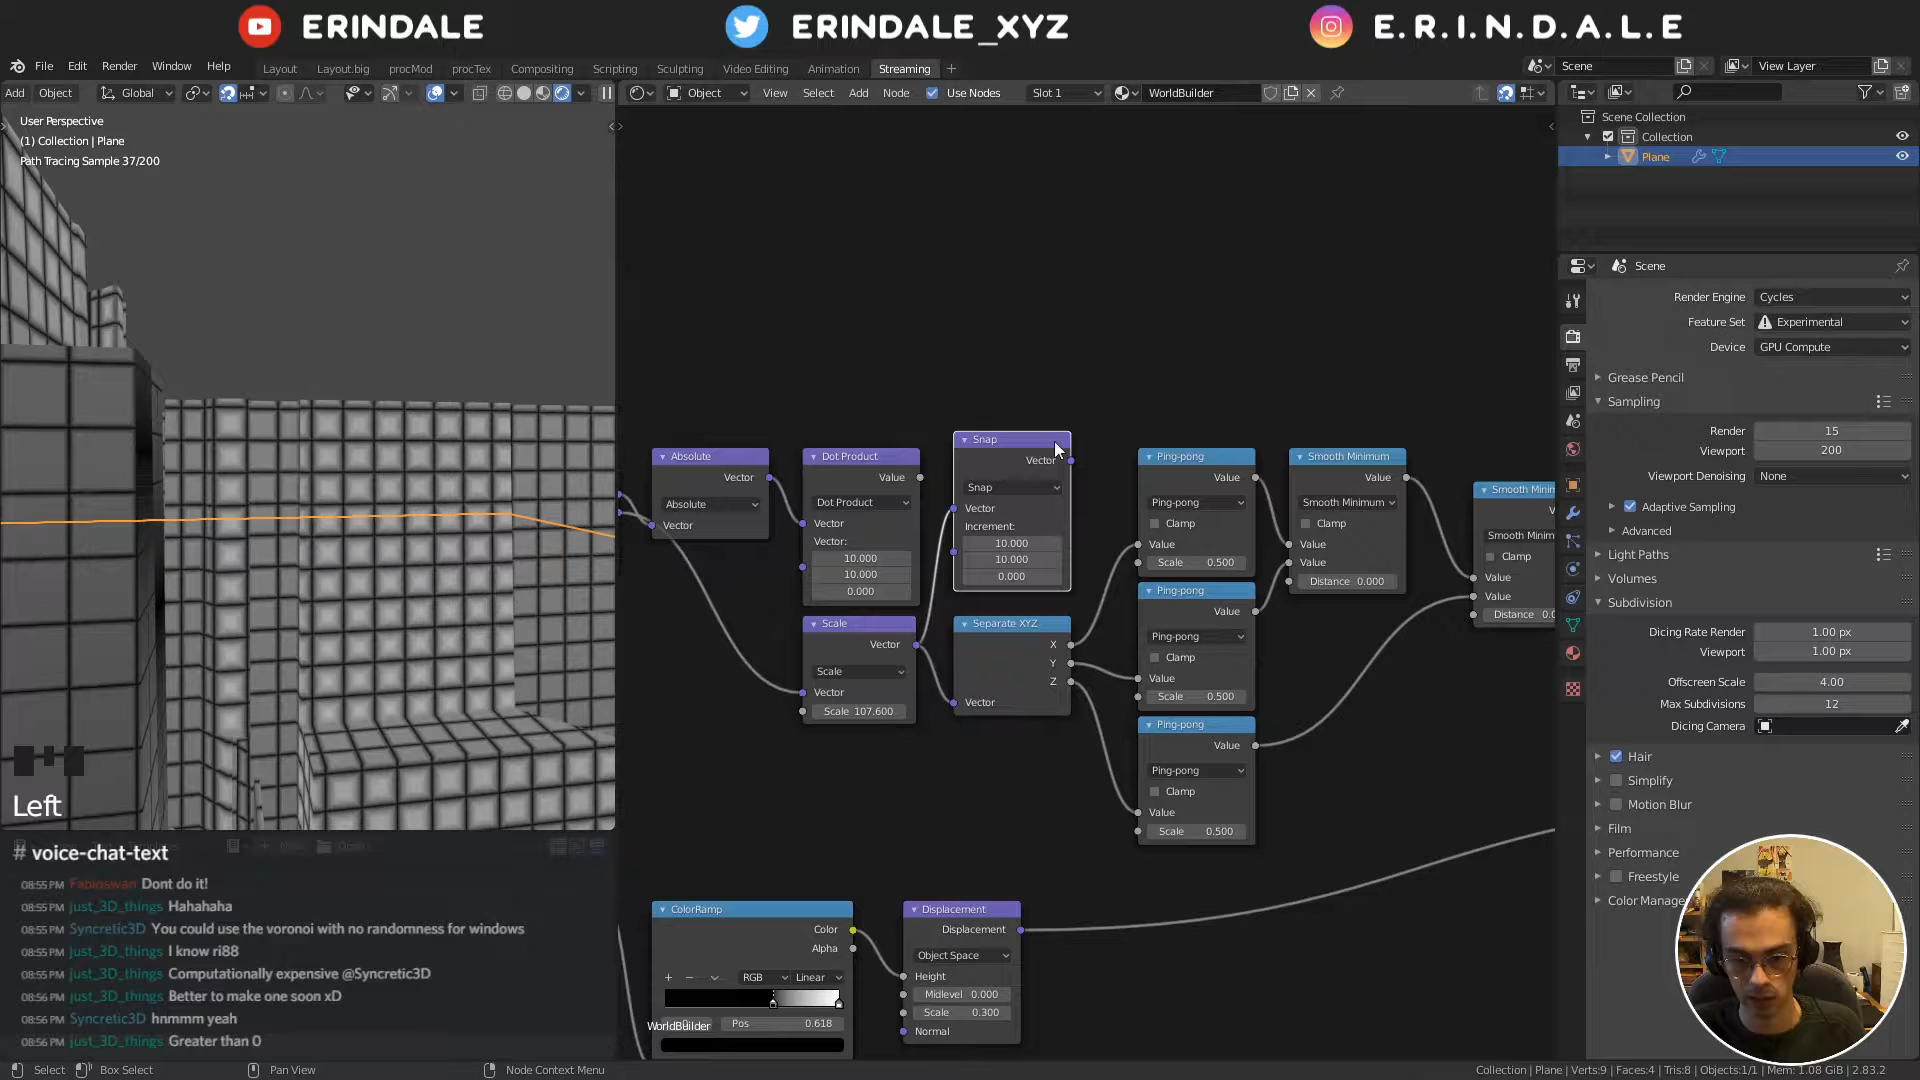 ERINDALE
ERINDALE_XYZ
E.R.I.N.D.A.L.E
File Edit Render Window Help
Layout Layout.big procMod procTex Compositing Scripting Sculpting Video Editing Animation Streaming +
Scene
View Layer
Add Object Global
Object View Select Add Node Use Nodes Slot 1 WorldBuilder
User Perspective
(1) Collection | Plane
Path Tracing Sample 37/200
Left
Scene Collection
Collection
Plane
Scene
Render Engine Cycles
Feature Set Experimental
Device GPU Compute
Grease Pencil
Sampling
Render 15
Viewport 200
Viewport Denoising None
Adaptive Sampling
Advanced
Light Paths
Volumes
Subdivision
Dicing Rate Render 1.00 px
Viewport 1.00 px
Offscreen Scale 4.00
Max Subdivisions 12
Dicing Camera
Hair
Simplify
Motion Blur
Film
Performance
Freestyle
Color Manage
Absolute
Vector
Absolute
Vector
Dot Product
Value
Dot Product
Vector
Vector:
10.000
10.000
0.000
Snap
Vector
Snap
Vector
Increment:
10.000
10.000
0.000
Scale
Vector
Scale
Vector
Scale 107.600
Separate XYZ
X
Y
Z
Vector
Ping-pong
Value
Ping-pong
Clamp
Value
Scale 0.500
Ping-pong
Value
Ping-pong
Clamp
Value
Scale 0.500
Ping-pong
Value
Ping-pong
Clamp
Value
Scale 0.500
Smooth Minimum
Value
Smooth Minimum
Clamp
Value
Value
Distance 0.000
Smooth Minin
V
Smooth Minim
Clamp
Value
Value
Distance 0.0
ColorRamp
Color
Alpha
+ − RGB Linear
Pos 0.618
WorldBuilder
Displacement
Displacement
Object Space
Height
Midlevel 0.000
Scale 0.300
Normal
# voice-chat-text
08:55 PM Fabioswan Dont do it!
08:55 PM just_3D_things Hahahaha
08:55 PM Syncretic3D You could use the voronoi with no randomness for windows
08:55 PM just_3D_things I know ri88
08:55 PM just_3D_things Computationally expensive @Syncretic3D
08:56 PM just_3D_things Better to make one soon xD
08:56 PM Syncretic3D hnmmm yeah
08:56 PM just_3D_things Greater than 0
Select Box Select Pan View Node Context Menu
Collection | Plane | Verts:9 | Faces:4 | Tris:8 | Objects:1/1 | Mem: 1.08 GiB | 2.83.2